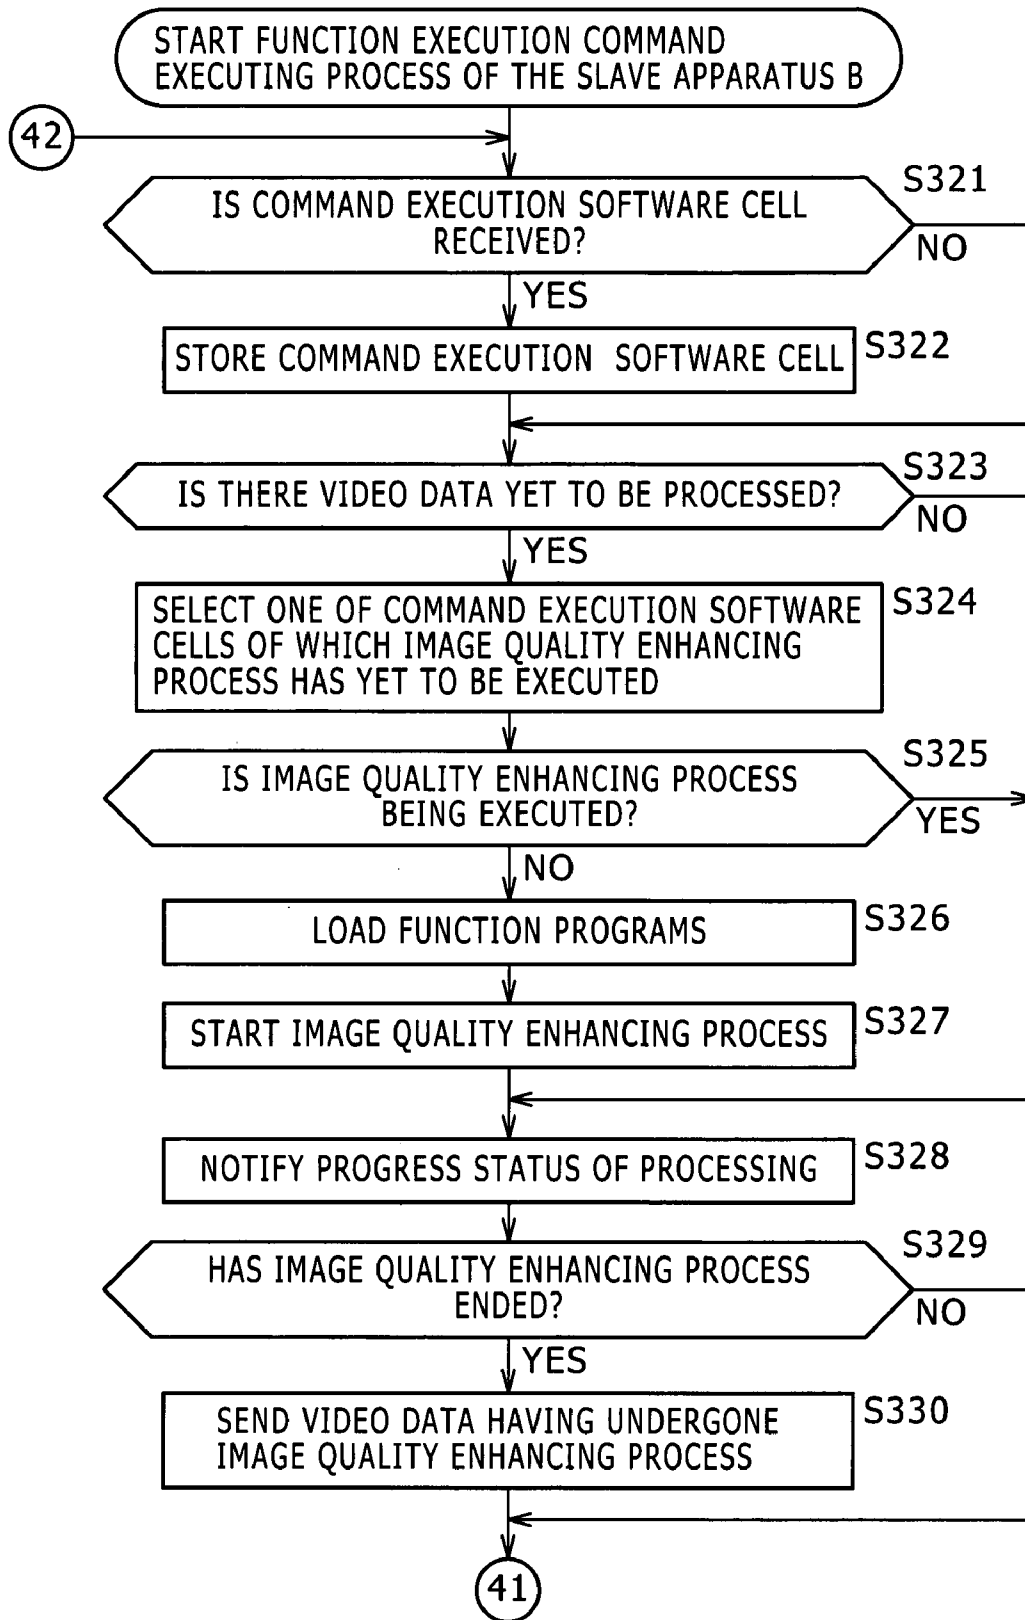 START FUNCTION EXECUTION COMMAND
EXECUTING PROCESS OF THE SLAVE APPARATUS B
42
S321
IS COMMAND EXECUTION SOFTWARE CELL
RECEIVED?
NO
YES
S322
STORE COMMAND EXECUTION SOFTWARE CELL
S323
IS THERE VIDEO DATA YET TO BE PROCESSED?
NO
YES
S324
SELECT ONE OF COMMAND EXECUTION SOFTWARE
CELLS OF WHICH IMAGE QUALITY ENHANCING
PROCESS HAS YET TO BE EXECUTED
S325
IS IMAGE QUALITY ENHANCING PROCESS
BEING EXECUTED?
YES
NO
S326
LOAD FUNCTION PROGRAMS
S327
START IMAGE QUALITY ENHANCING PROCESS
S328
NOTIFY PROGRESS STATUS OF PROCESSING
S329
HAS IMAGE QUALITY ENHANCING PROCESS
ENDED?
NO
YES
S330
SEND VIDEO DATA HAVING UNDERGONE
IMAGE QUALITY ENHANCING PROCESS
41